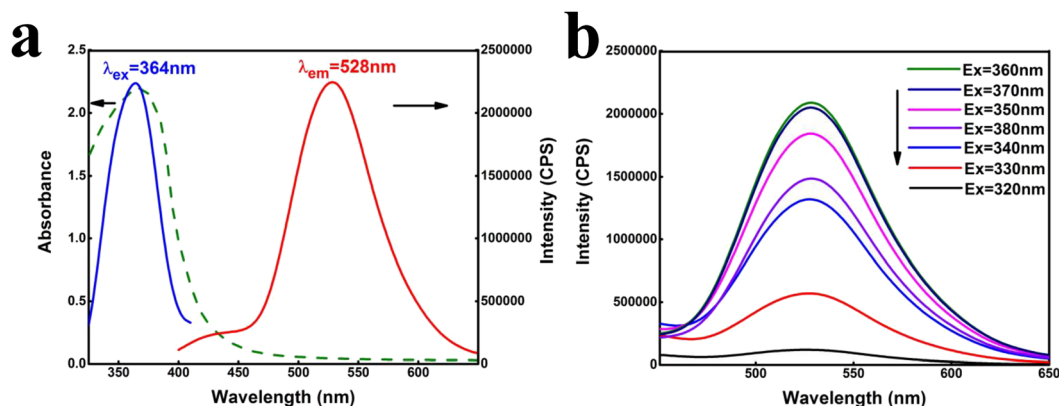 a
λex=364nm
λem=528nm
2.5
2.0
1.5
1.0
0.5
0.0
Absorbance
350 400 450 500 550 600
Wavelength (nm)
2500000
2000000
1500000
1000000
500000
0
Intensity (CPS)
b
2500000
2000000
1500000
1000000
500000
0
Intensity (CPS)
Ex=360nm
Ex=370nm
Ex=350nm
Ex=380nm
Ex=340nm
Ex=330nm
Ex=320nm
500 550 600 650
Wavelength (nm)